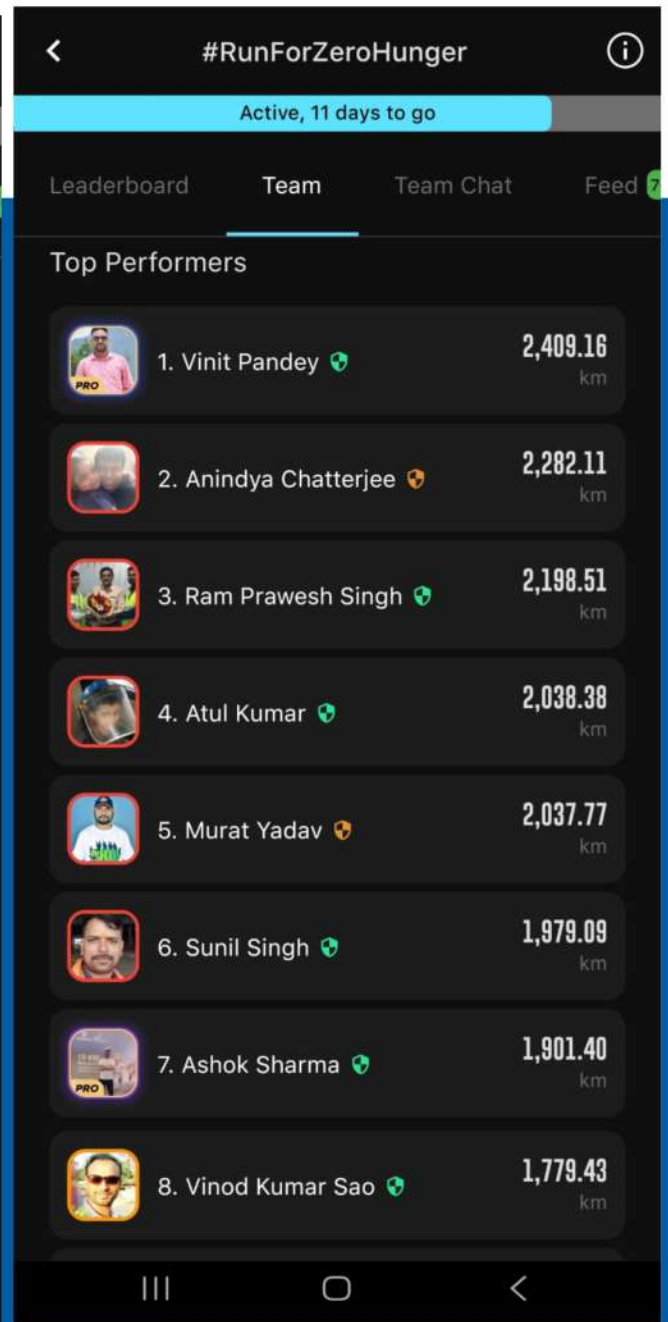 #RunForZeroHunger
Active, 11 days to go
Leaderboard Team Team Chat Feed 7
Top Performers
1. Vinit Pandey 2,409.16
km
PRO
2. Anindya Chatterjee 2,282.11
km
3. Ram Prawesh Singh 2,198.51
km
4. Atul Kumar 2,038.38
km
5. Murat Yadav 2,037.77
km
6. Sunil Singh 1,979.09
km
7. Ashok Sharma 1,901.40
km
PRO
8. Vinod Kumar Sao 1,779.43
km